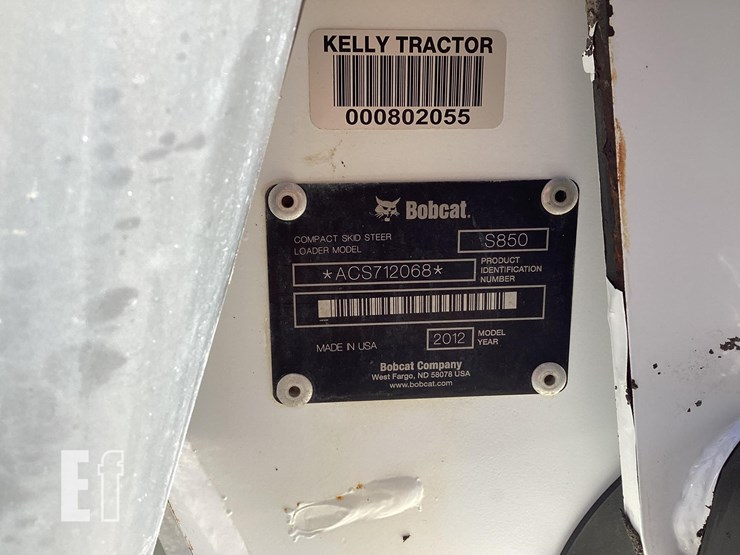 KELLY TRACTOR
000802055
Bobcat.
COMPACT SKID STEER
LOADER MODEL
S850
*ACS712068*
PRODUCT
IDENTIFICATION
NUMBER
MADE IN USA
2012
MODEL
YEAR
Bobcat Company
West Fargo, ND 58078 USA
www.bobcat.com
Ef